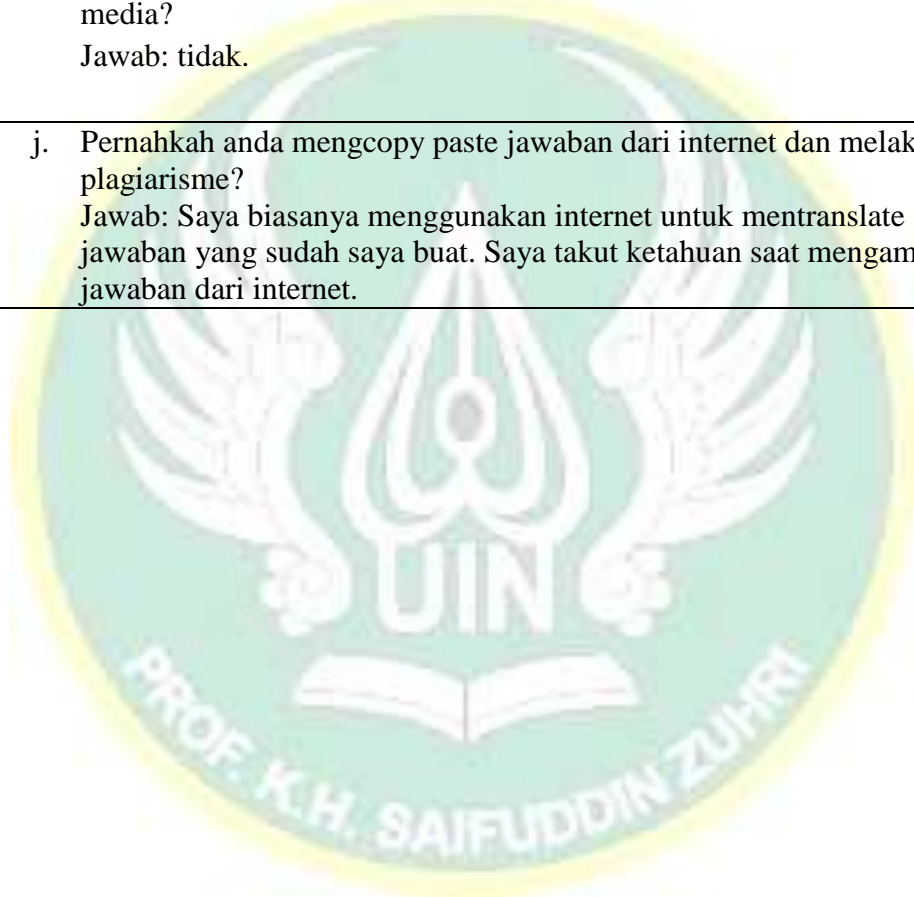 media?
Jawab: tidak.
j. Pernahkah anda mengcopy paste jawaban dari internet dan melak
plagiarisme?
Jawab: Saya biasanya menggunakan internet untuk mentranslate
jawaban yang sudah saya buat. Saya takut ketahuan saat mengam
jawaban dari internet.
UIN
PROF. K.H. SAIFUDDIN ZUHRI